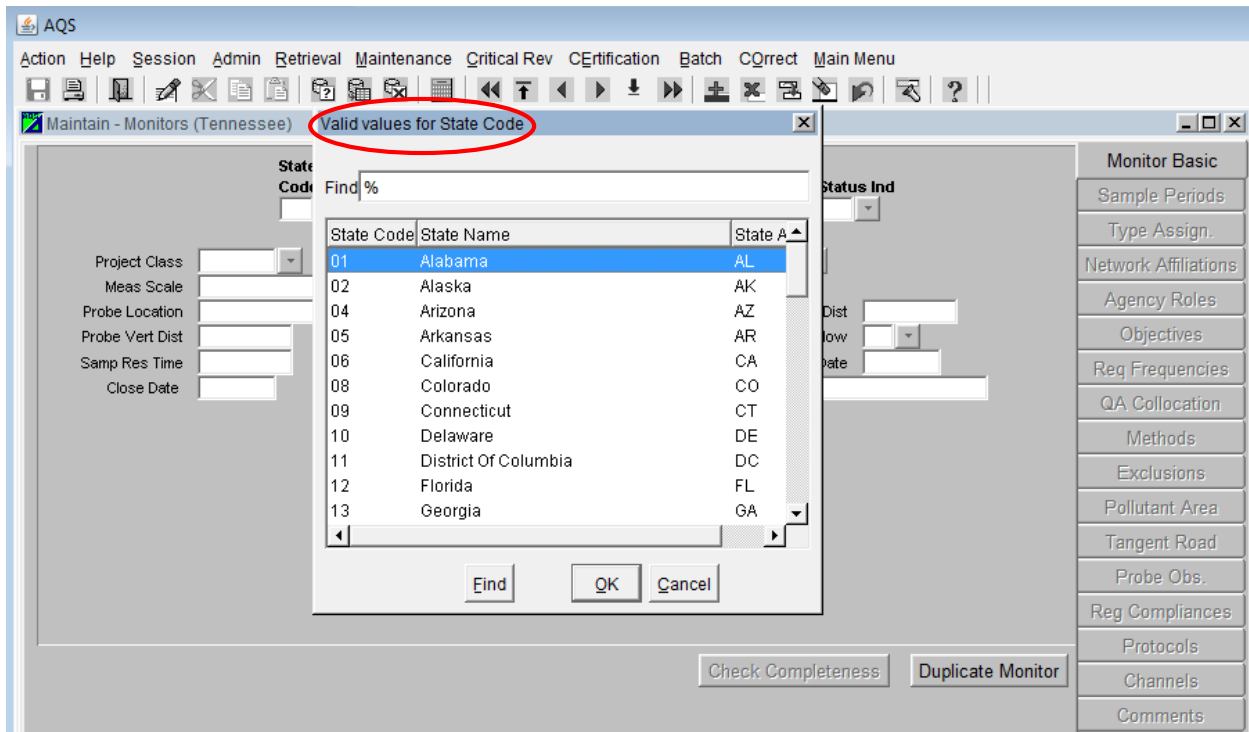 AQS
Action Help Session Admin Retrieval Maintenance Critical Rev CErtification Batch COrrect Main Menu
Maintain - Monitors (Tennessee)
Valid values for State Code
State
Code
Status Ind
Find %
State Code State Name State A
01 Alabama AL
02 Alaska AK
04 Arizona AZ
05 Arkansas AR
06 California CA
08 Colorado CO
09 Connecticut CT
10 Delaware DE
11 District Of Columbia DC
12 Florida FL
13 Georgia GA
Find OK Cancel
Project Class
Meas Scale
Probe Location
Dist
Probe Vert Dist
Samp Res Time
Close Date
Check Completeness Duplicate Monitor
Monitor Basic
Sample Periods
Type Assign.
Network Affiliations
Agency Roles
Objectives
Req Frequencies
QA Collocation
Methods
Exclusions
Pollutant Area
Tangent Road
Probe Obs.
Reg Compliances
Protocols
Channels
Comments